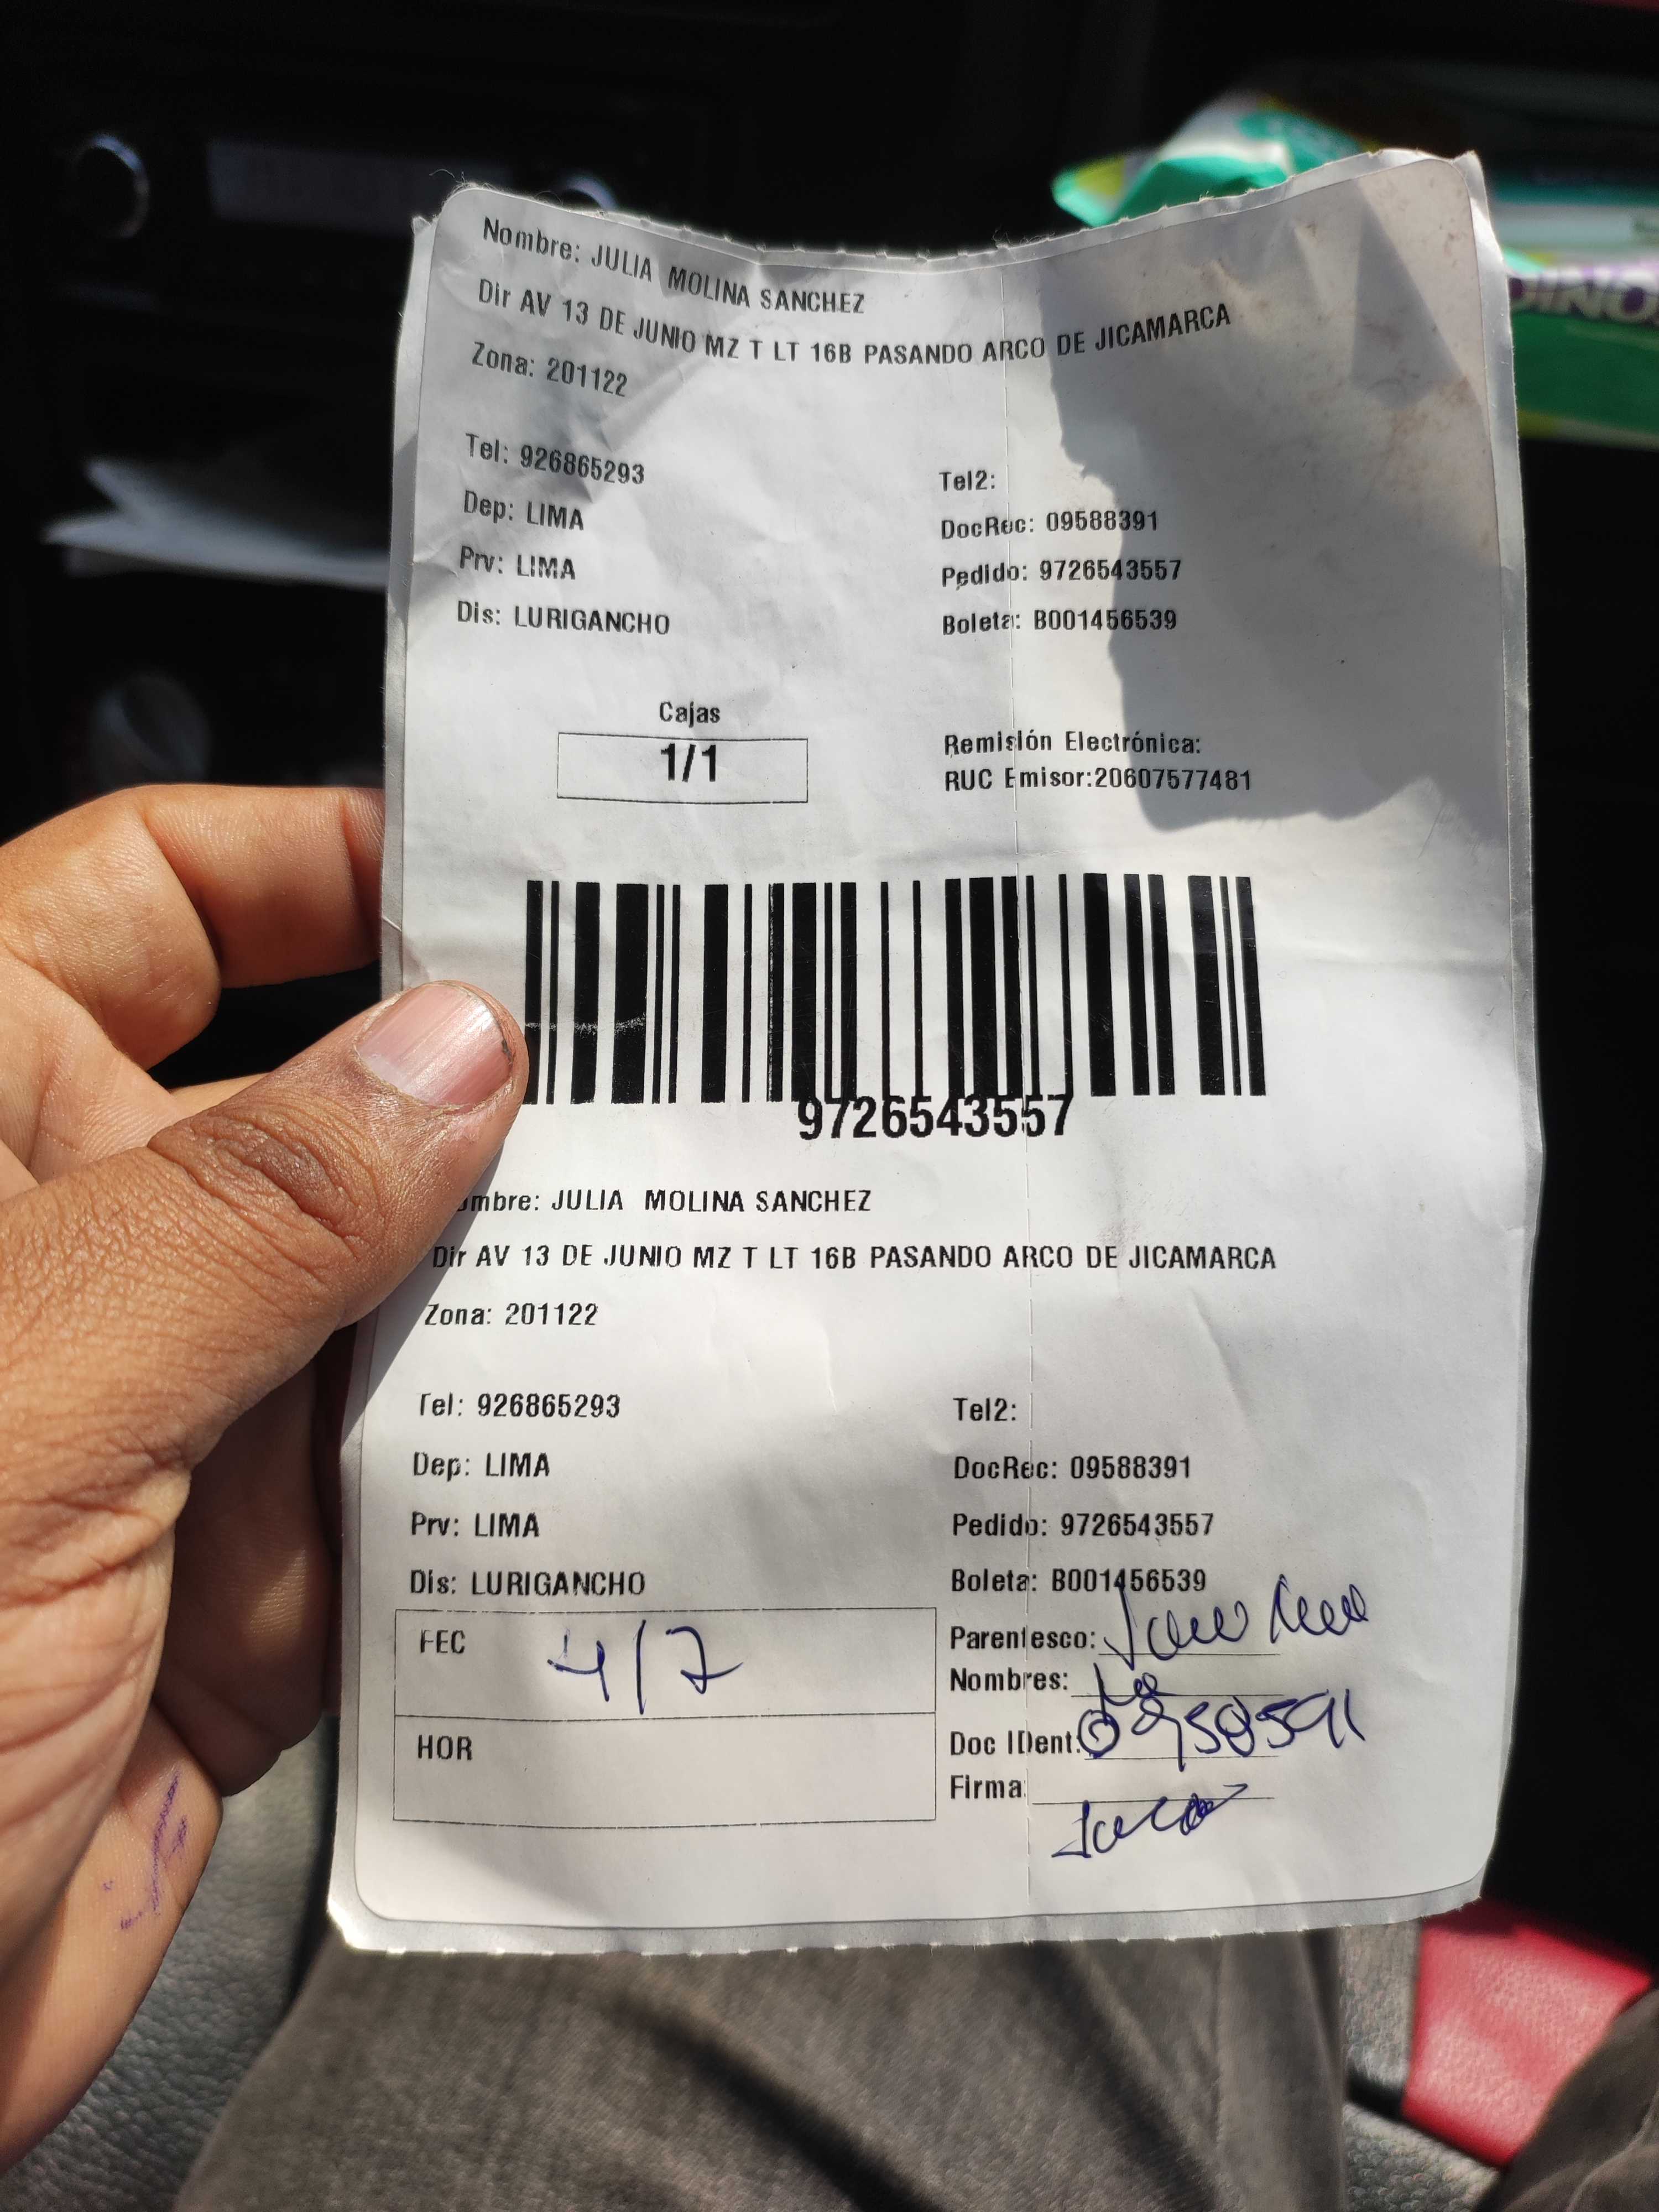 Nombre: JULIA MOLINA SANCHEZ
Dir AV 13 DE JUNIO MZ T LT 16B PASANDO ARCO DE JICAMARCA
Zona: 201122
Tel: 926865293
Tel2:
Dep: LIMA
DocRec: 09588391
Prv: LIMA
Pedido: 9726543557
Dis: LURIGANCHO
Boleta: B001456539
Cajas
1/1
Remisión Electrónica:
RUC Emisor:20607577481
9726543557
mbre: JULIA MOLINA SANCHEZ
Dir AV 13 DE JUNIO MZ T LT 16B PASANDO ARCO DE JICAMARCA
Zona: 201122
Tel: 926865293
Tel2:
Dep: LIMA
DocRec: 09588391
Prv: LIMA
Pedido: 9726543557
Dis: LURIGANCHO
Boleta: B001456539
FEC 4/7
Parentesco:
Nombres:
HOR
Doc IDent:
Firma: